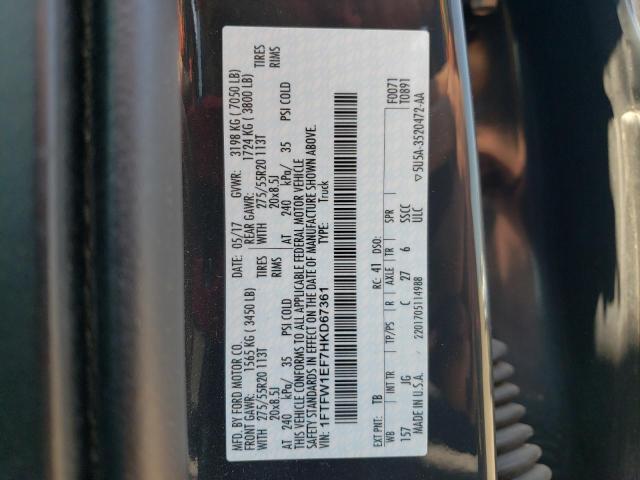 MFD BY FORD MOTOR CO. DATE: 05/17 GVWR: 3198 KG ( 7050 LB)
FRONT GAWR: 1565 KG ( 3450 LB) REAR GAWR: 1724 KG ( 3800 LB)
WITH 275/55R20 113T TIRES WITH 275/55R20 113T TIRES
20x8.5J RIMS 20x8.5J RIMS
AT 240 kPa/ 35 PSI COLD AT 240 kPa/ 35 PSI COLD
THIS VEHICLE CONFORMS TO ALL APPLICABLE FEDERAL MOTOR VEHICLE
SAFETY STANDARDS IN EFFECT ON THE DATE OF MANUFACTURE SHOWN ABOVE.
VIN: 1FTFW1EF7HKD67361 TYPE: Truck
F0071
T0891
EXT PNT: TB RC: 41 DSO:
WB INT TR TP/PS R AXLE TR SPR
157 JG C 27 6 SSCC
MADE IN U.S.A. ULC
2201705114988
▽5U5A-3520472-AA